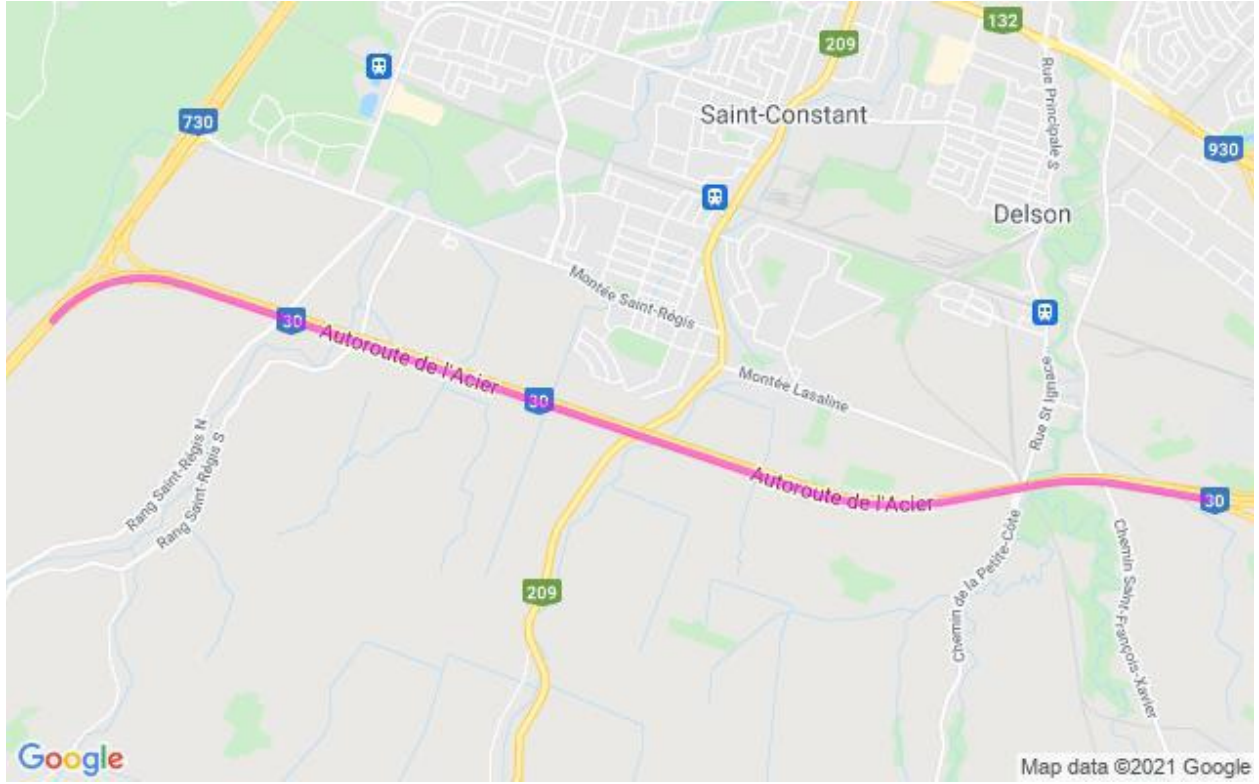 132
209
Rue Principale S
730
Saint-Constant
930
Delson
Montée Saint-Régis
30
Autoroute de l'Acier
30
Montée Lasaline
Rue St Ignace
Rang Saint-Régis N
Rang Saint-Régis S
Autoroute de l'Acier
30
Chemin de la Petite-Côte
Chemin Saint-François-Xavier
209
Google
Map data ©2021 Google